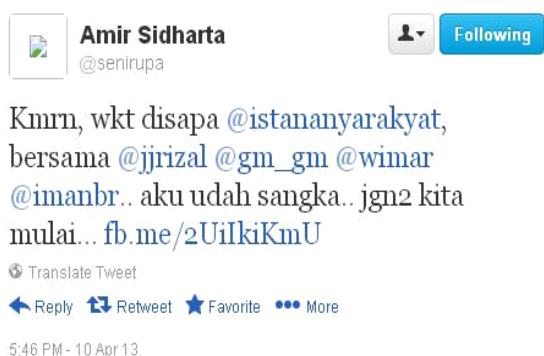 Amir Sidharta
@senirupa
Following
Kmrn, wkt disapa @istananyarakyat,
bersama @jjrizal @gm_gm @wimar
@imanbr.. aku udah sangka.. jgn2 kita
mulai... fb.me/2UiIkiKmU
Translate Tweet
Reply Retweet Favorite More
5:46 PM - 10 Apr 13